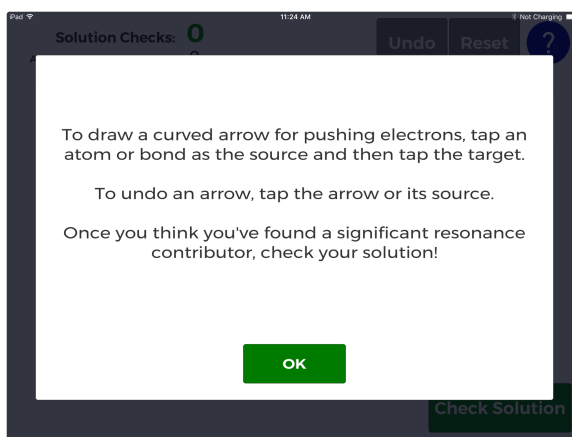 iPad
11:24 AM
Not Charging
Solution Checks: 0
Undo
Reset
?
To draw a curved arrow for pushing electrons, tap an
atom or bond as the source and then tap the target.
To undo an arrow, tap the arrow or its source.
Once you think you've found a significant resonance
contributor, check your solution!
OK
Check Solution